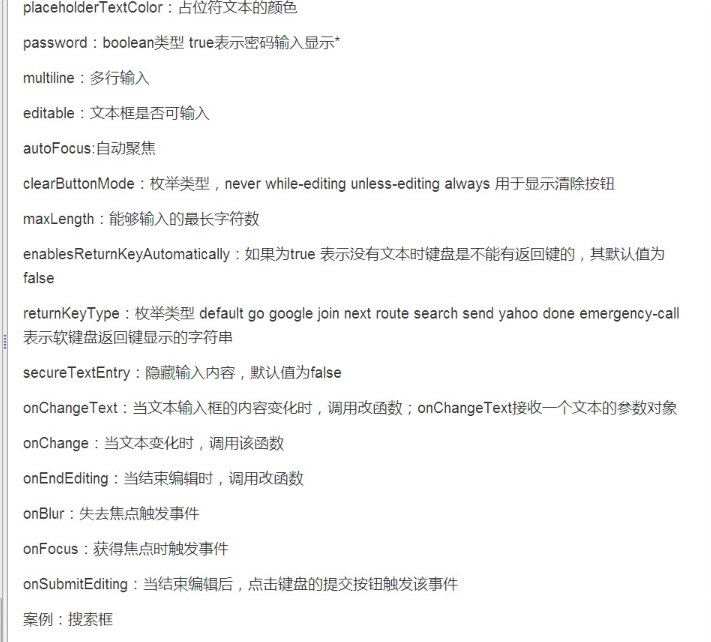 placeholderTextColor：占位符文本的颜色
password：boolean类型 true表示密码输入显示*
multiline：多行输入
editable：文本框是否可输入
autoFocus:自动聚焦
clearButtonMode：枚举类型，never while-editing unless-editing always 用于显示清除按钮
maxLength：能够输入的最长字符数
enablesReturnKeyAutomatically：如果为true 表示没有文本时键盘是不能有返回键的，其默认值为
false
returnKeyType：枚举类型 default go google join next route search send yahoo done emergency-call
表示软键盘返回键显示的字符串
secureTextEntry：隐藏输入内容，默认值为false
onChangeText：当文本输入框的内容变化时，调用改函数；onChangeText接收一个文本的参数对象
onChange：当文本变化时，调用该函数
onEndEditing：当结束编辑时，调用改函数
onBlur：失去焦点触发事件
onFocus：获得焦点时触发事件
onSubmitEditing：当结束编辑后，点击键盘的提交按钮触发该事件
案例：搜索框